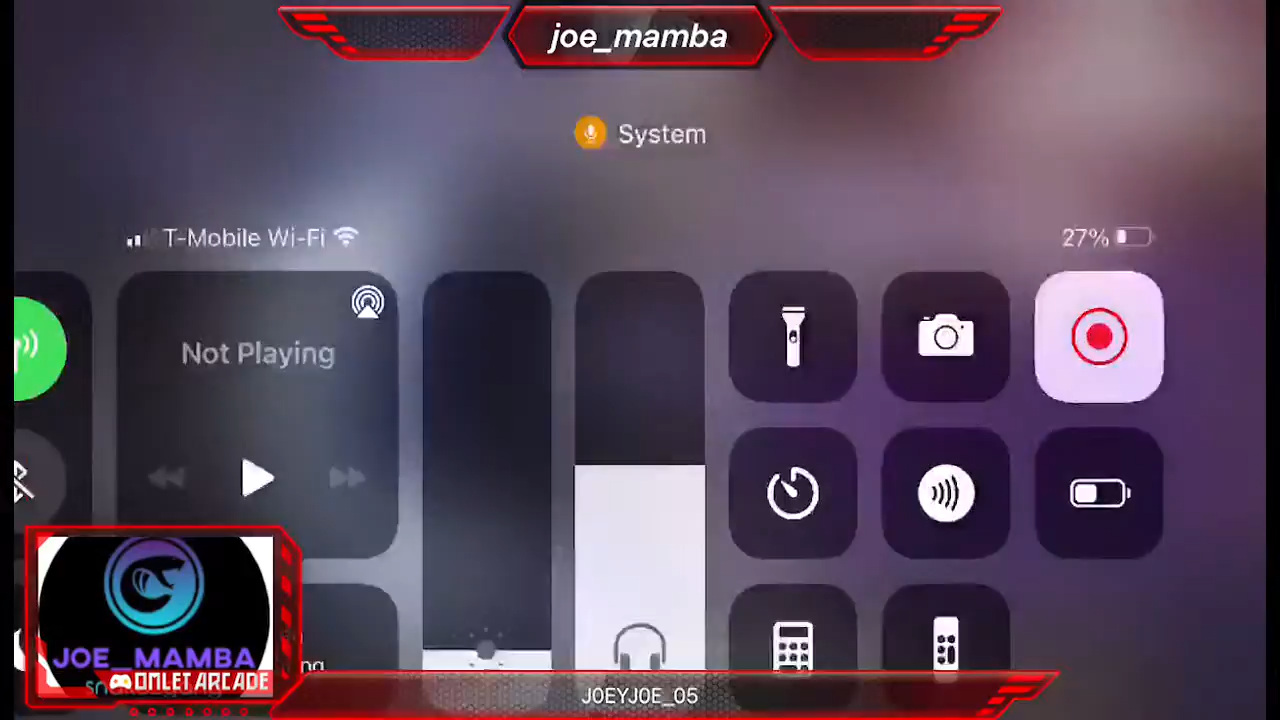 joe_mamba
System
T-Mobile Wi-Fi
27%
Not Playing
JOE_MAMBA
OMLET ARCADE
JOEYJOE_05